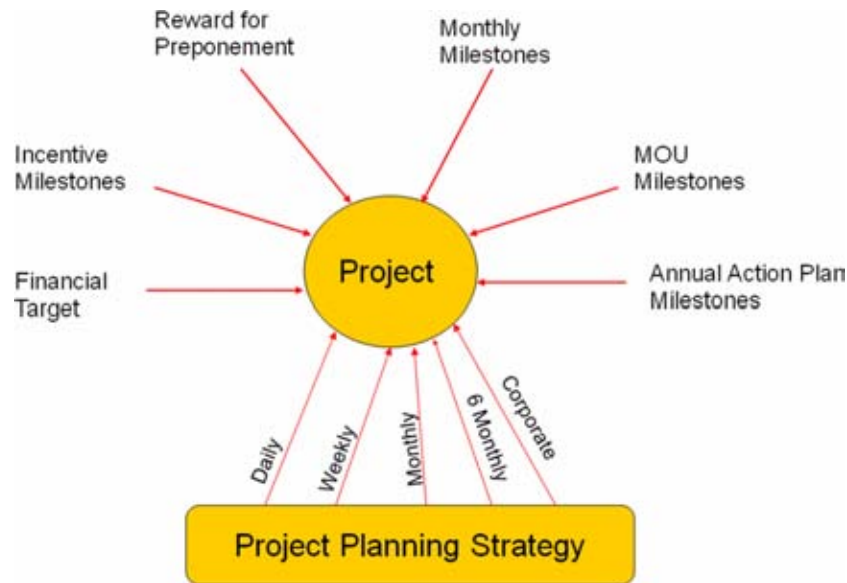 Reward for
Preponement
Monthly
Milestones
Incentive
Milestones
MOU
Milestones
Project
Financial
Target
Annual Action Plan
Milestones
Daily
Weekly
Monthly
6 Monthly
Corporate
Project Planning Strategy